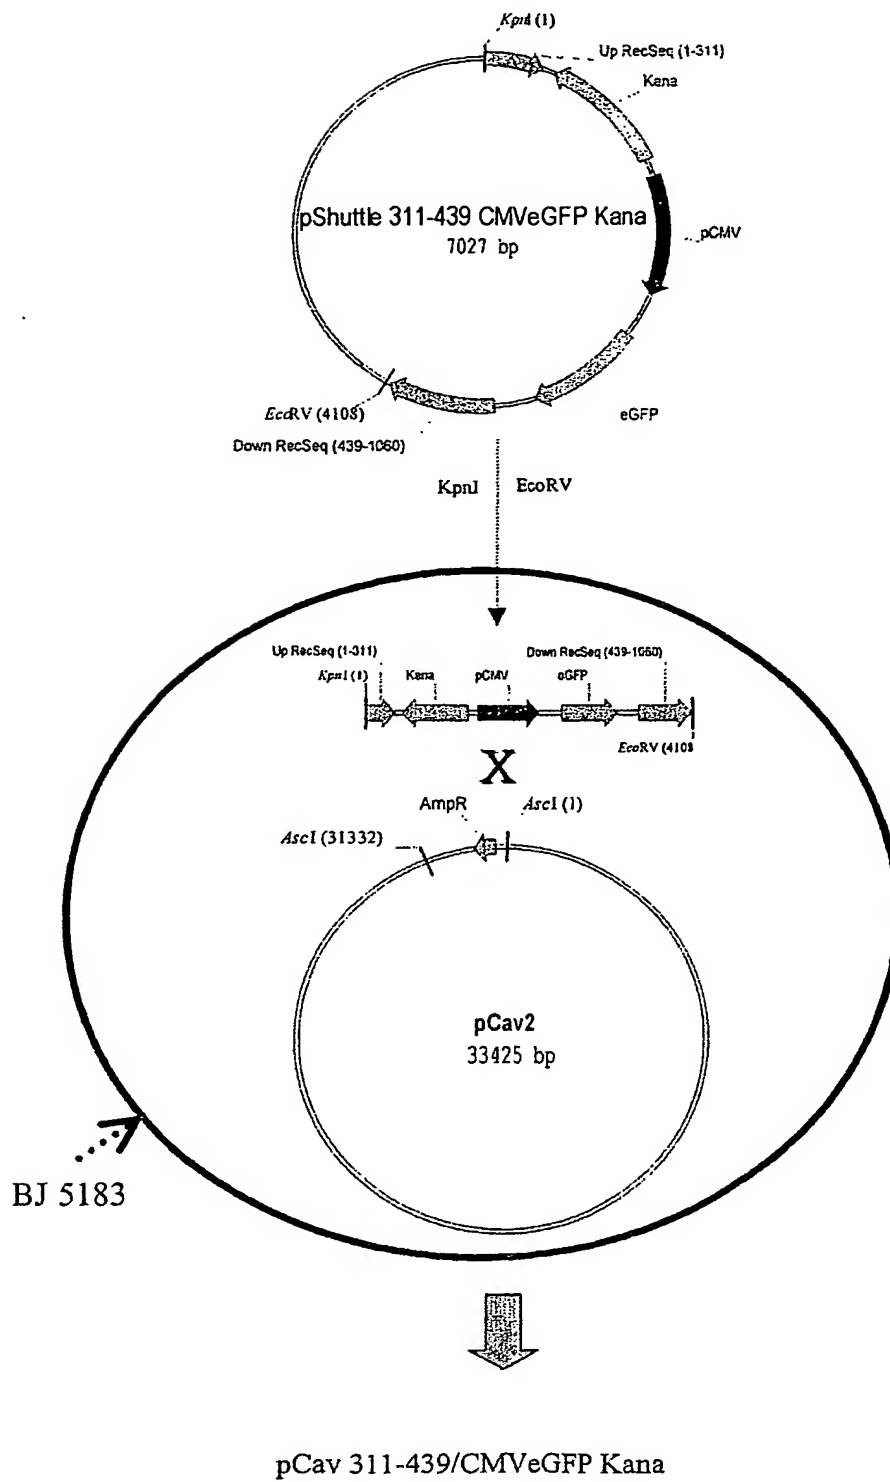 KpnI (1)
Up RecSeq (1-311)
Kana
pShuttle 311-439 CMVeGFP Kana
7027 bp
pCMV
EcoRV (4108)
eGFP
Down RecSeq (439-1060)
KpnI
EcoRV
Up RecSeq (1-311)
Down RecSeq (439-1060)
KpnI (1)
Kana
pCMV
eGFP
EcoRV (4108
X
AmpR
AscI (1)
AscI (31332)
pCav2
33425 bp
BJ 5183
pCav 311-439/CMVeGFP Kana